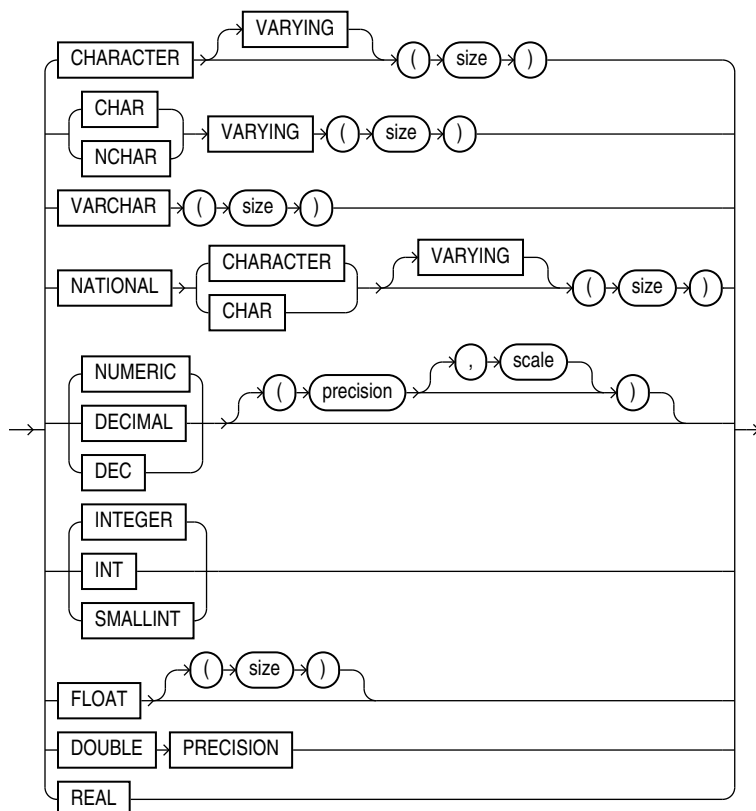 VARYING
CHARACTER ( size )
CHAR
VARYING ( size )
NCHAR
VARCHAR ( size )
CHARACTER VARYING
NATIONAL ( size )
CHAR
, scale
NUMERIC ( precision )
DECIMAL
DEC
INTEGER
INT
SMALLINT
( size )
FLOAT
DOUBLE PRECISION
REAL